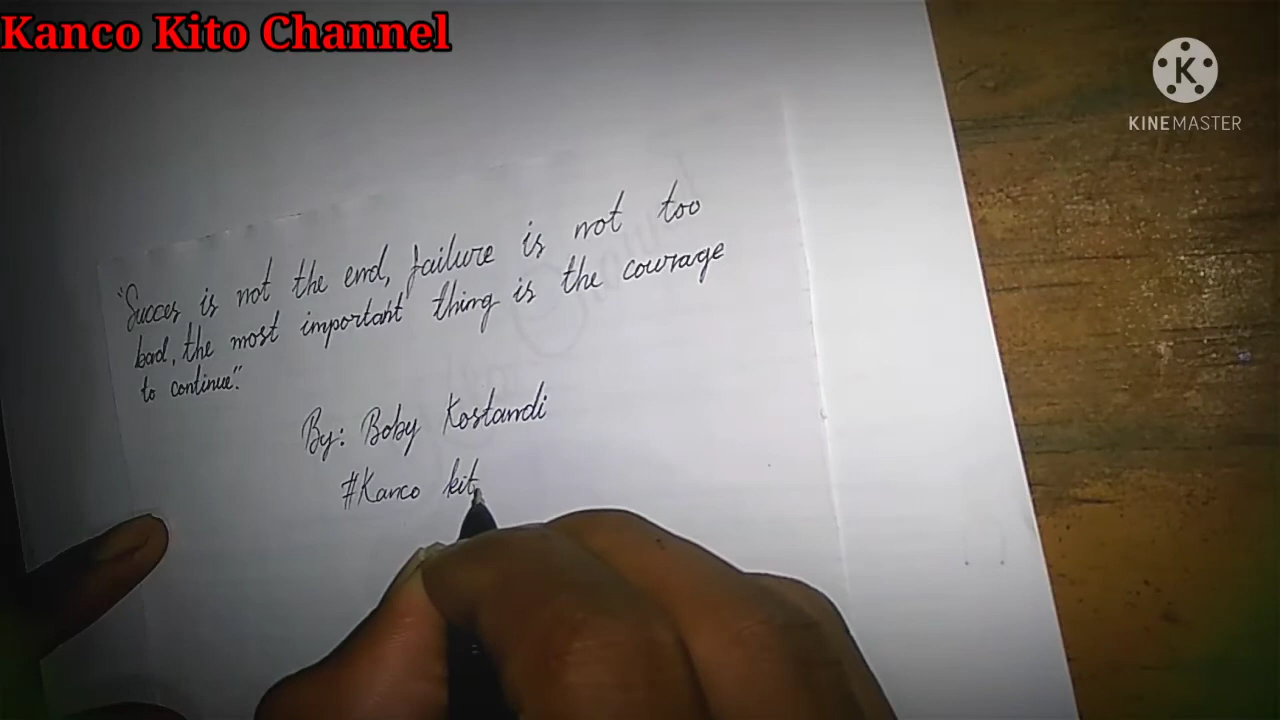 Kanco Kito Channel
KINEMASTER
"Succes is not the end, failure is not too
bad, the most important thing is the courage
to continue".
By: Boby Kostandi
#Kanco kit